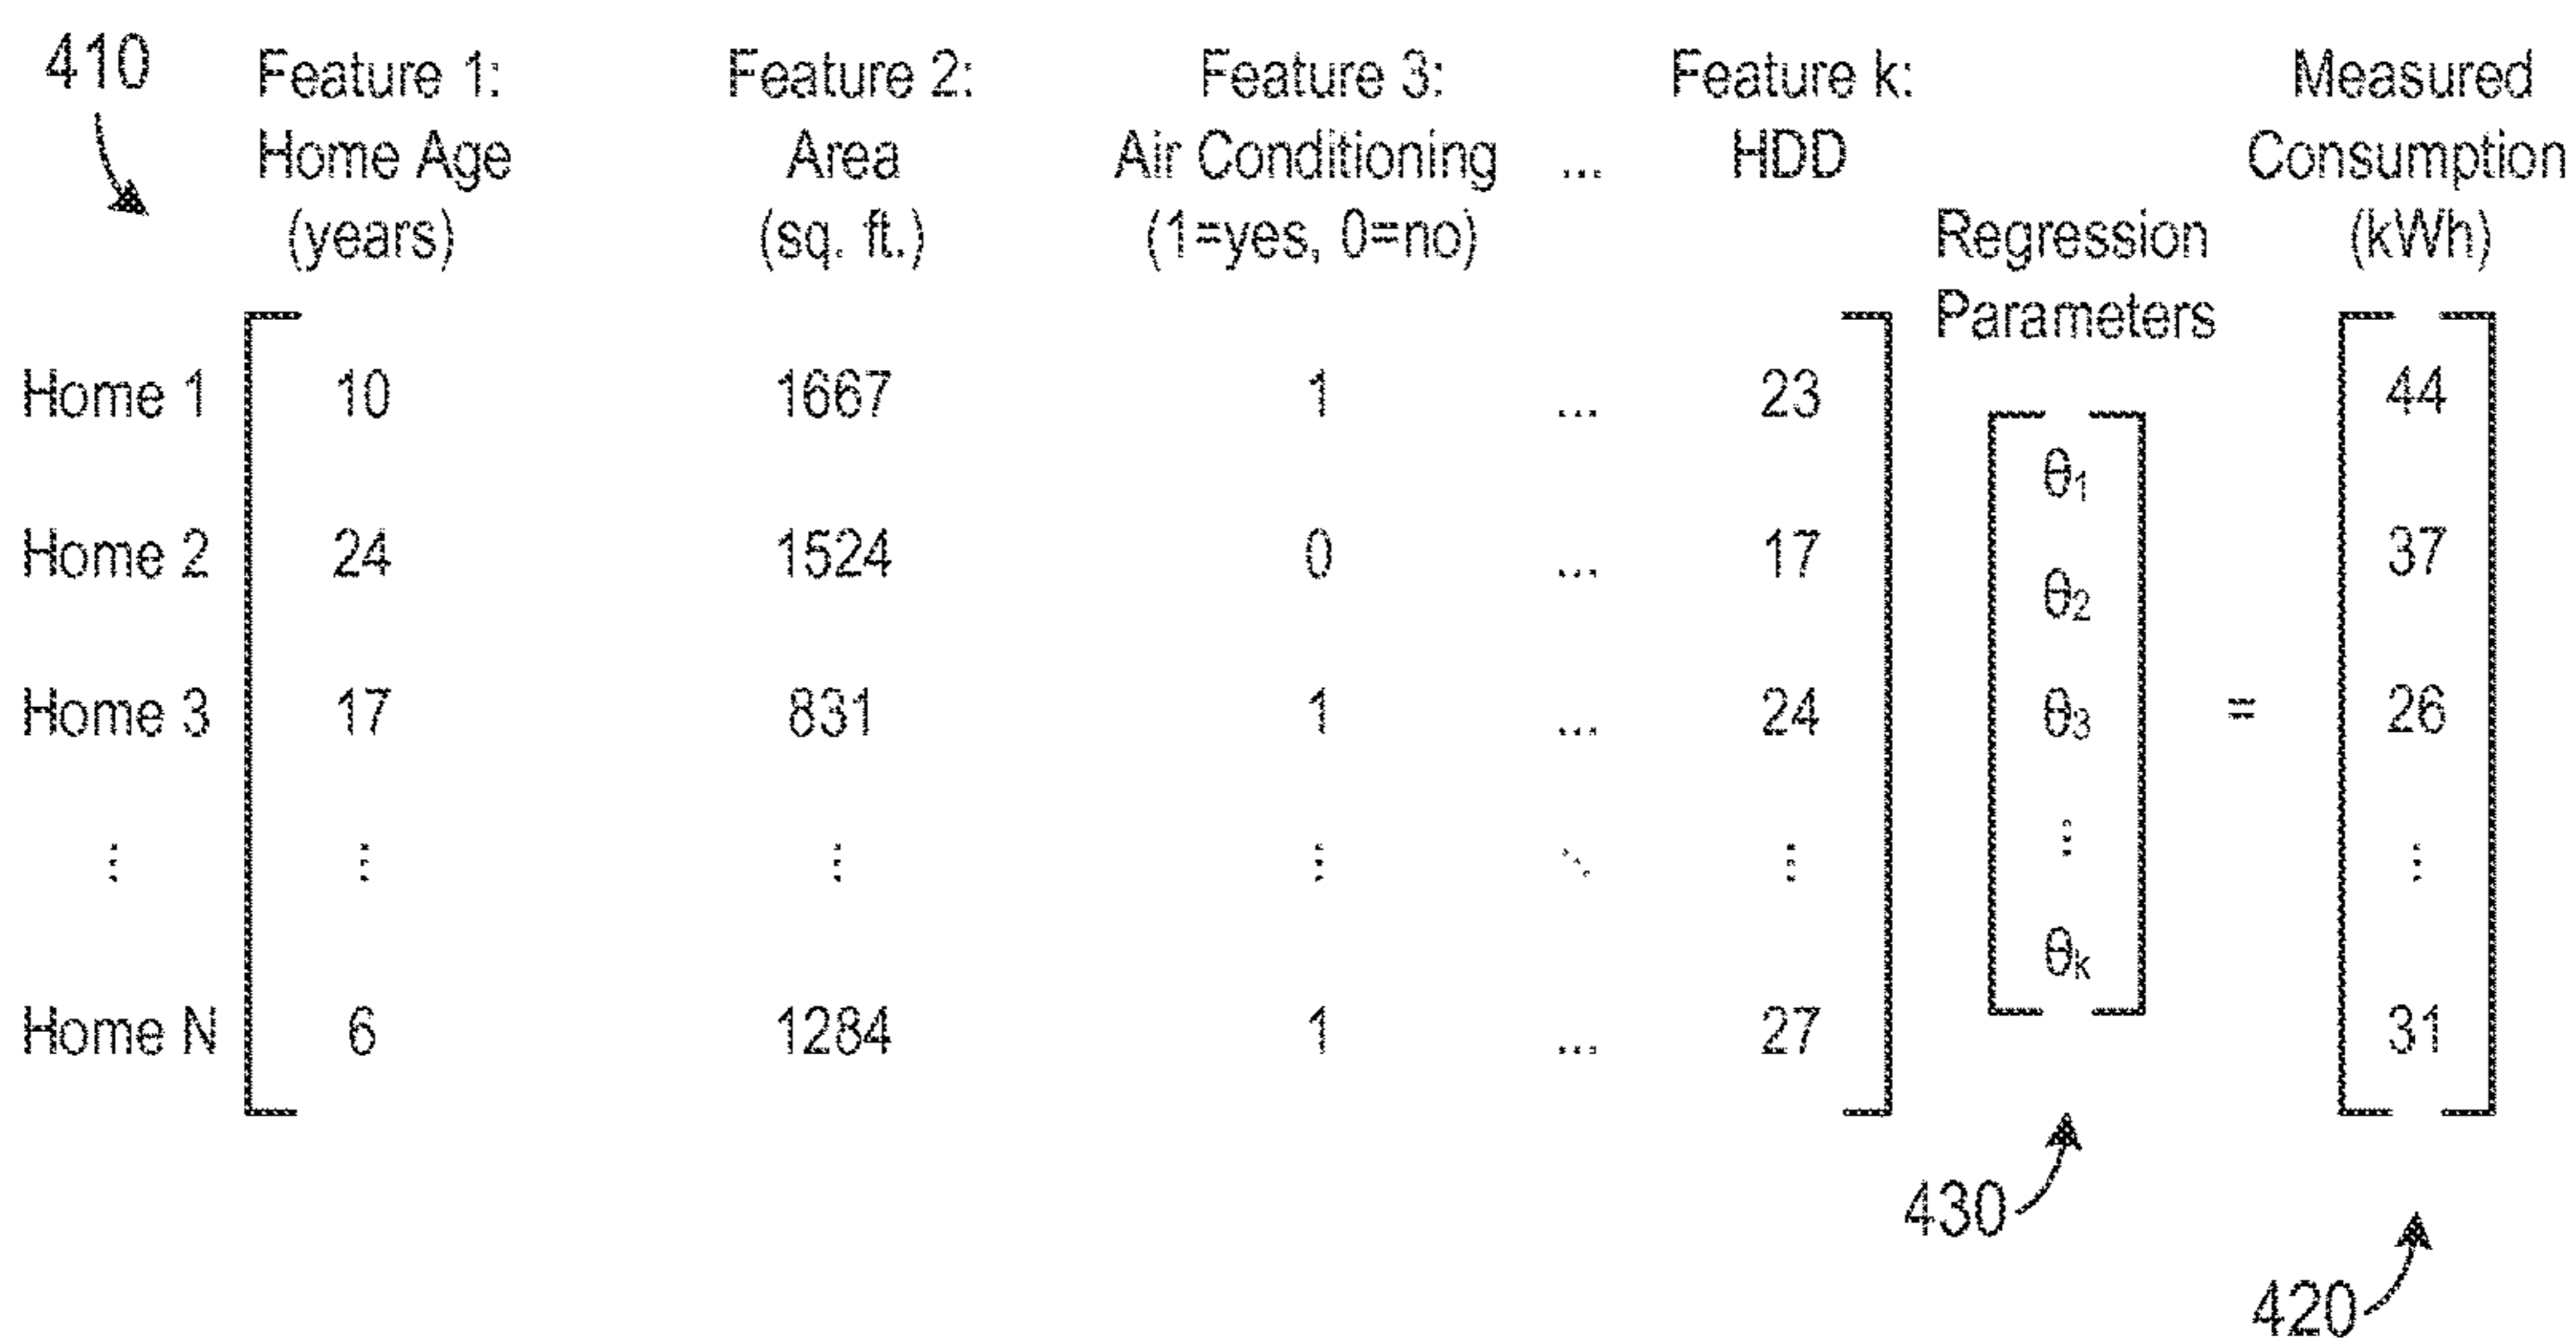 410
Feature 1:
Home Age
(years)
Feature 2:
Area
(sq. ft.)
Feature 3:
Air Conditioning
(1=yes, 0=no)
...
Feature k:
HDD
Regression
Parameters
Measured
Consumption
(kWh)
Home 1 10 1667 1 ... 23 44
θ1
Home 2 24 1524 0 ... 17 37
θ2
Home 3 17 831 1 ... 24 θ3 = 26
⋮ ⋮ ⋮ ⋮ ⋱ ⋮ ⋮ ⋮
θk
Home N 6 1284 1 ... 27 31
430
420